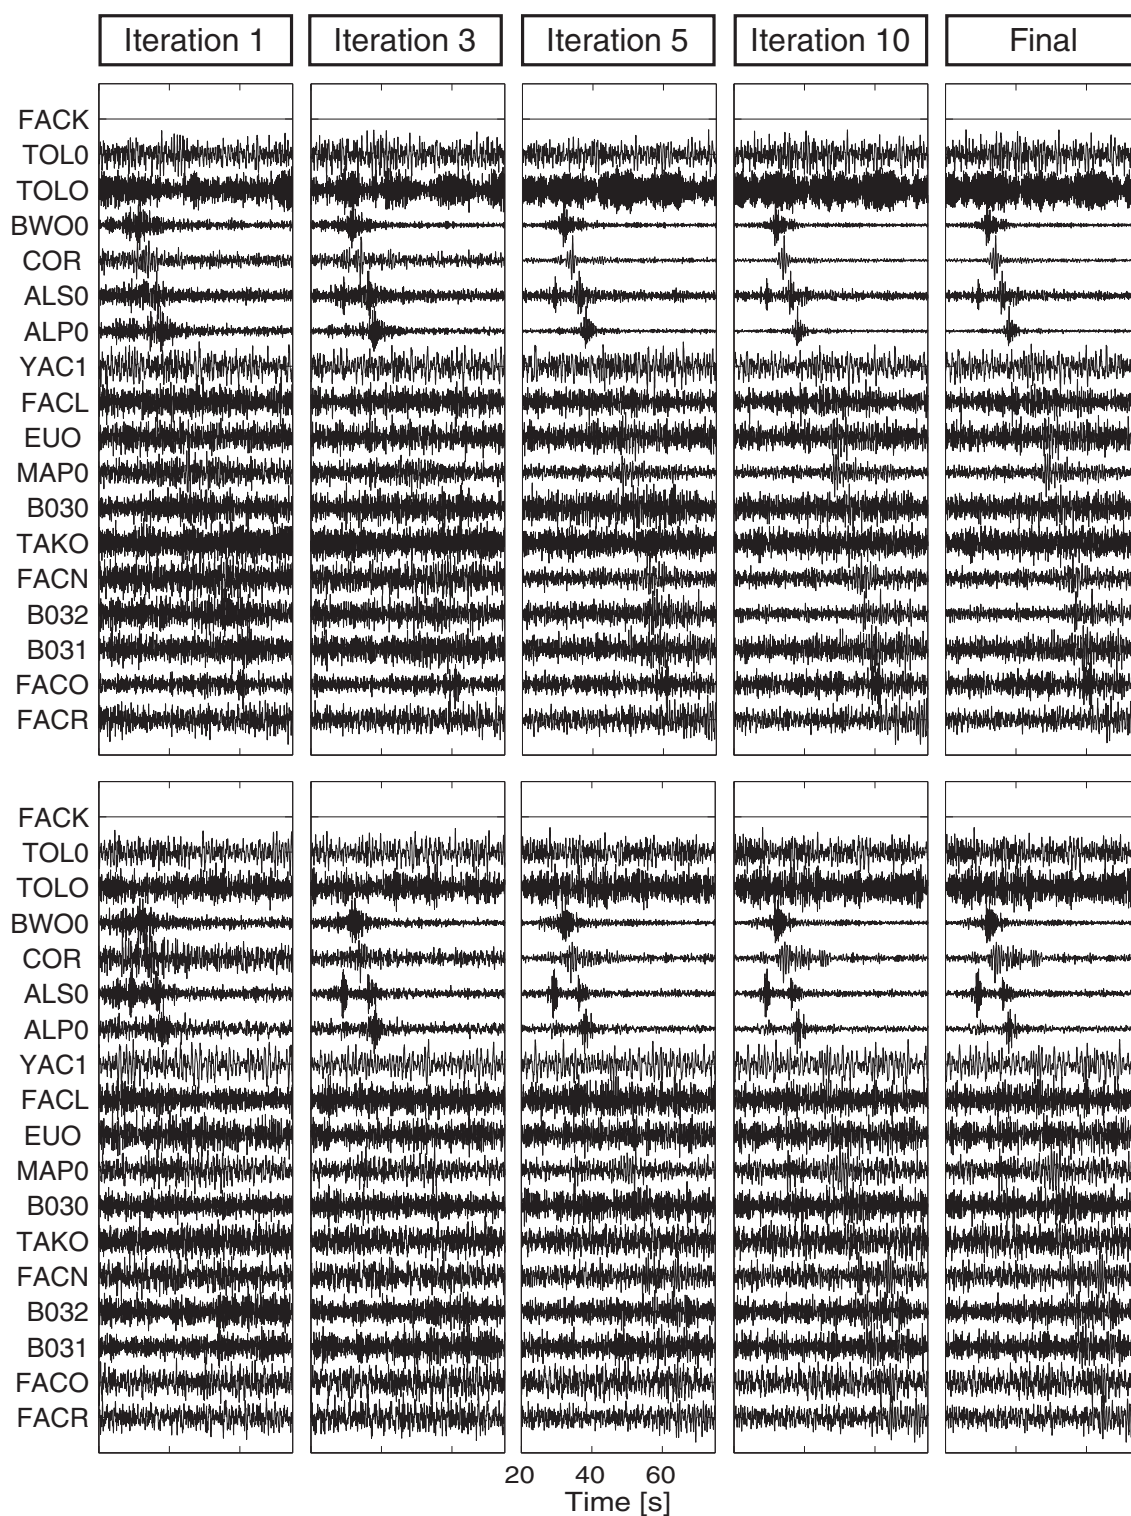 Iteration 1 Iteration 3 Iteration 5 Iteration 10 Final
FACK
TOL0
TOLO
BWO0
COR
ALS0
ALP0
YAC1
FACL
EUO
MAP0
B030
TAKO
FACN
B032
B031
FACO
FACR
FACK
TOL0
TOLO
BWO0
COR
ALS0
ALP0
YAC1
FACL
EUO
MAP0
B030
TAKO
FACN
B032
B031
FACO
FACR
20 40 60
Time [s]